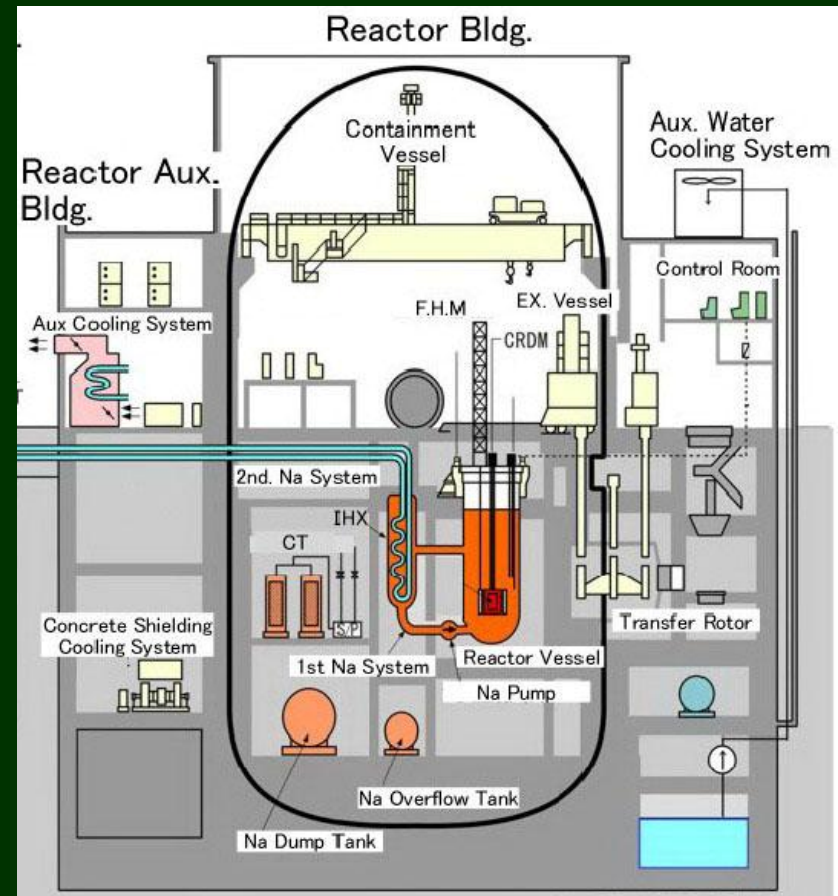 Reactor Bldg.
Containment
Vessel
Aux. Water
Cooling System
Reactor Aux.
Bldg.
Control Room
F.H.M
EX. Vessel
Aux Cooling System
CRDM
2nd. Na System
IHX
CT
S/P
Concrete Shielding
Cooling System
Transfer Rotor
1st Na System
Reactor Vessel
Na Pump
Na Overflow Tank
Na Dump Tank